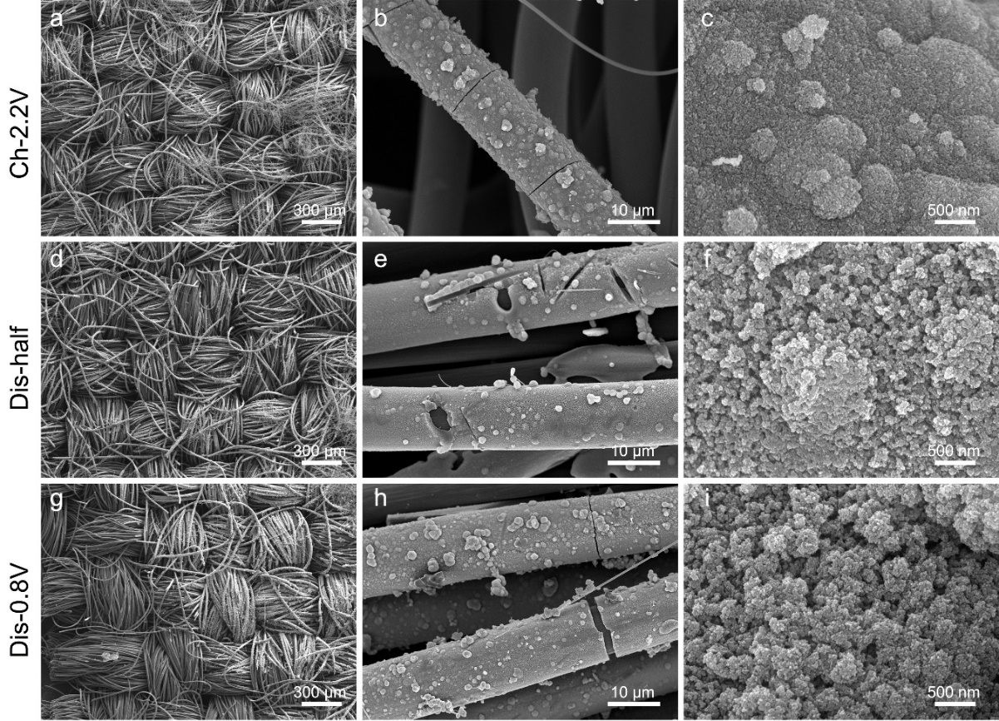 a
b
c
Ch-2.2V
300 µm
10 µm
500 nm
d
e
f
Dis-half
300 µm
10 µm
500 nm
g
h
i
Dis-0.8V
300 µm
10 µm
500 nm